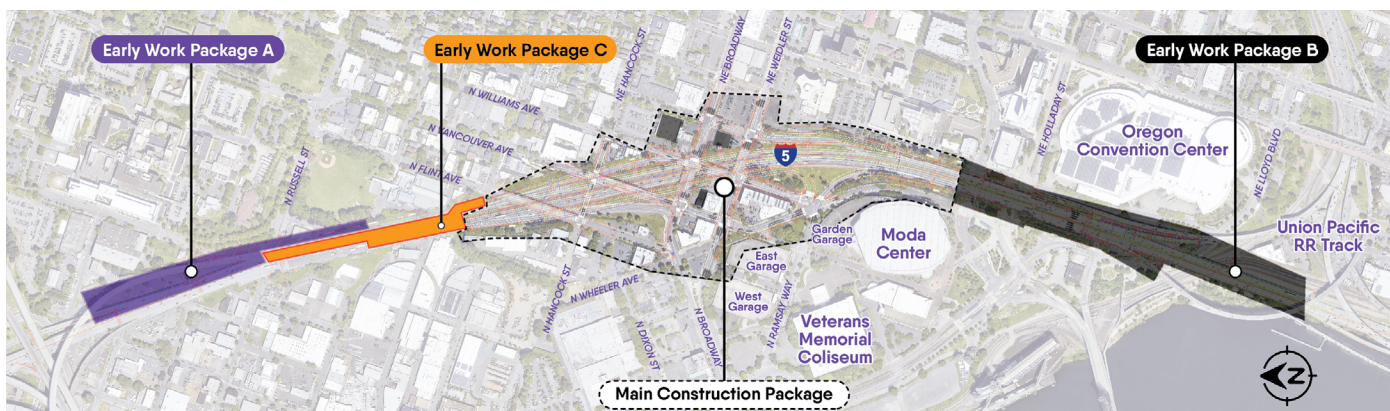 Early Work Package A
Early Work Package C
Early Work Package B
NE HANCOCK ST
NE BROADWAY
NE WEIDLER ST
N WILLIAMS AVE
N VANCOUVER AVE
N FLINT AVE
N RUSSELL ST
5
NE HOLLADAY ST
Oregon
Convention Center
NE LLOYD BLVD
Union Pacific
RR Track
Garden
Garage
Moda
Center
East
Garage
West
Garage
N HANCOCK ST
N WHEELER AVE
N DIXON ST
N BROADWAY
N RAMSAY WAY
Veterans
Memorial
Coliseum
Main Construction Package
N